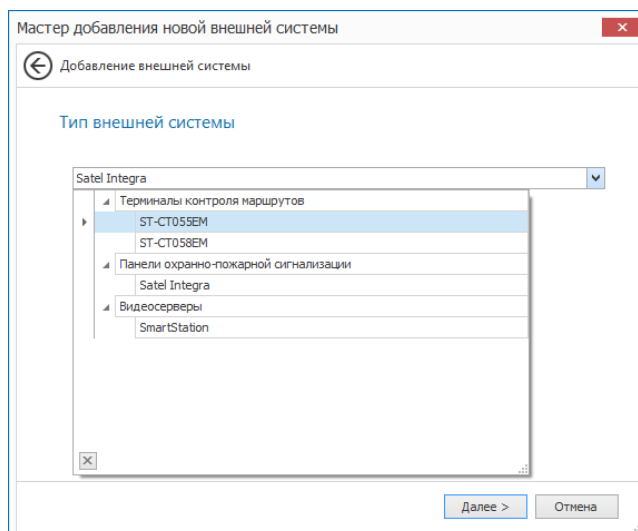 Мастер добавления новой внешней системы
Добавление внешней системы
Тип внешней системы
Satel Integra
Терминалы контроля маршрутов
ST-CT055EM
ST-CT058EM
Панели охранно-пожарной сигнализации
Satel Integra
Видеосерверы
SmartStation
Далее >
Отмена